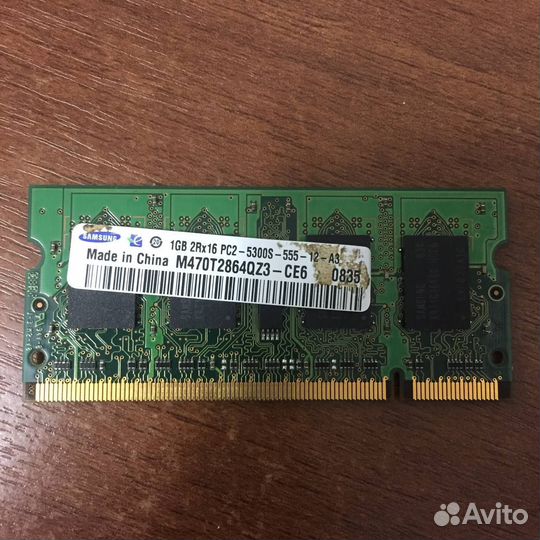 SAMSUNG
1GB 2Rx16 PC2-5300S-555-12-A3
Made in China M470T2864QZ3-CE6 0835
Avito